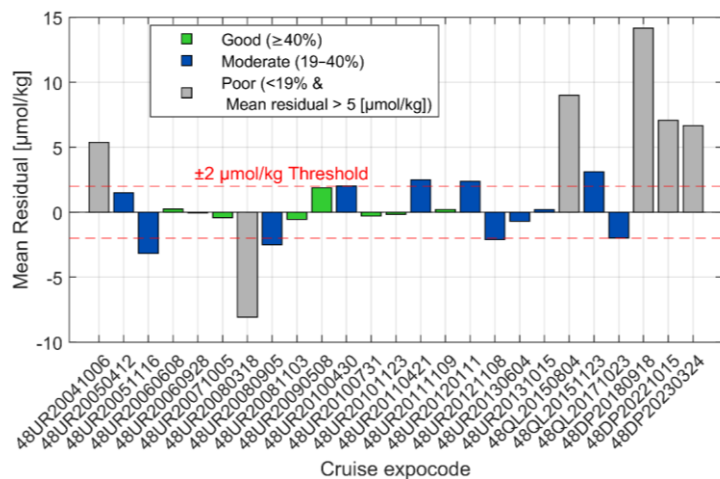 15
10
5
0
-5
-10
Mean Residual [μmol/kg]
Good (≥40%)
Moderate (19–40%)
Poor (<19% &
Mean residual > 5 [μmol/kg])
±2 μmol/kg Threshold
48UR20041006
48UR20050412
48UR20051116
48UR20060608
48UR20060928
48UR20071005
48UR20080318
48UR20080905
48UR20081103
48UR20090508
48UR20100430
48UR20100731
48UR20101123
48UR20110421
48UR20111109
48UR20120111
48UR20121108
48UR20130604
48UR20131015
48QL20150804
48QL20151123
48QL20171023
48DP20180918
48DP20221015
48DP20230324
Cruise expocode